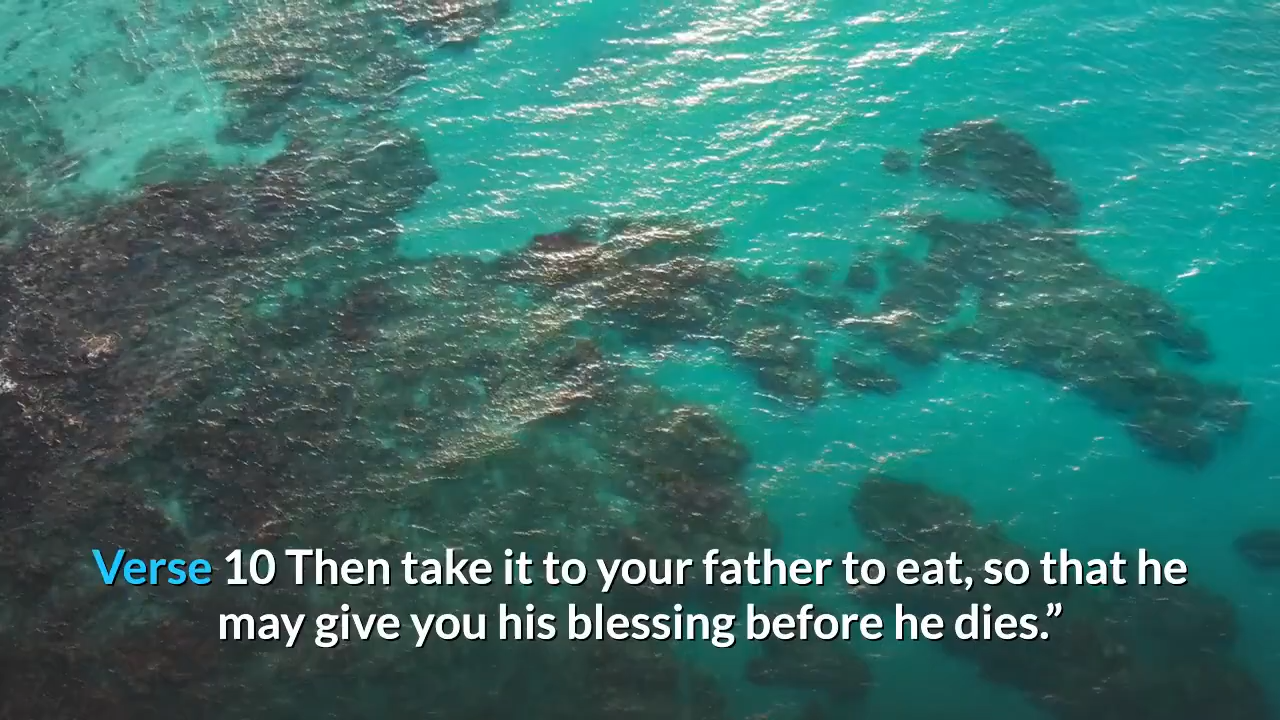 Verse 10 Then take it to your father to eat, so that he
may give you his blessing before he dies.”